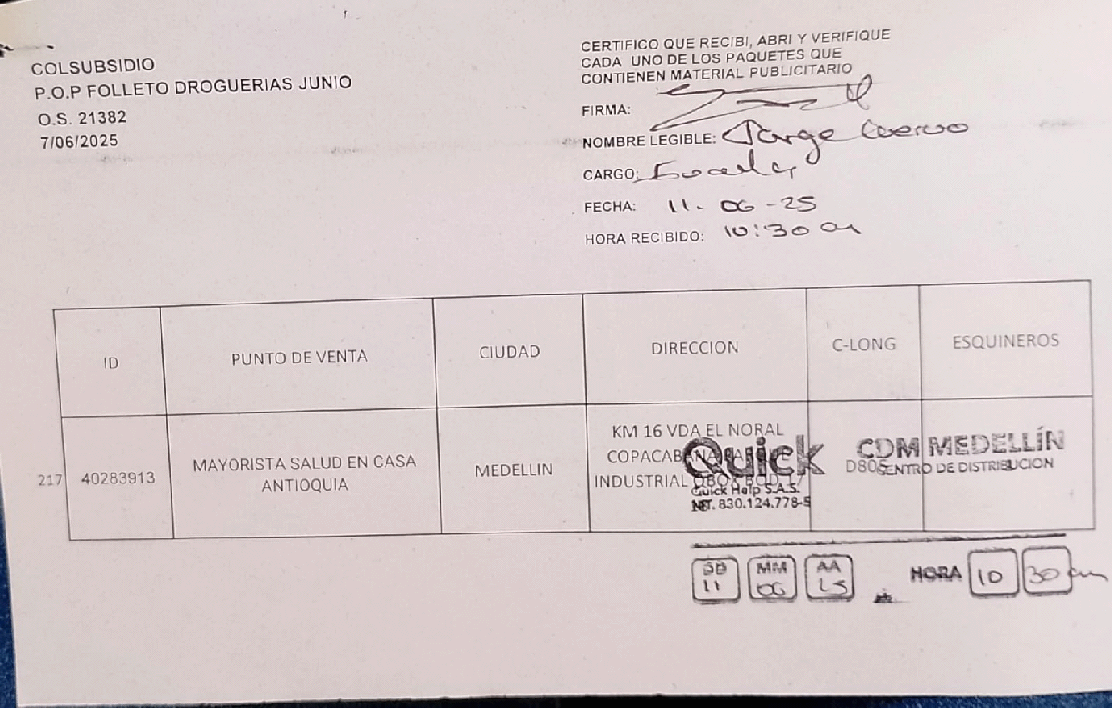 COLSUBSIDIO
P.O.P FOLLETO DROGUERIAS JUNIO
O.S. 21382
7/06/2025
CERTIFICO QUE RECIBI, ABRI Y VERIFIQUE
CADA UNO DE LOS PAQUETES QUE
CONTIENEN MATERIAL PUBLICITARIO
FIRMA:
NOMBRE LEGIBLE: Jorge Cuervo
CARGO:
FECHA: 11-06-25
HORA RECIBIDO: 10:30 am
ID
PUNTO DE VENTA
CIUDAD
DIRECCION
C-LONG
ESQUINEROS
217
40283913
MAYORISTA SALUD EN CASA
ANTIOQUIA
MEDELLIN
KM 16 VDA EL NORAL
COPACABANA
INDUSTRIAL
Quick
Quick Help S.A.S.
NIT. 830.124.778-5
CDM MEDELLÍN
CENTRO DE DISTRIBUCION
DD MM AA
11 06 25
HORA 10 30 am